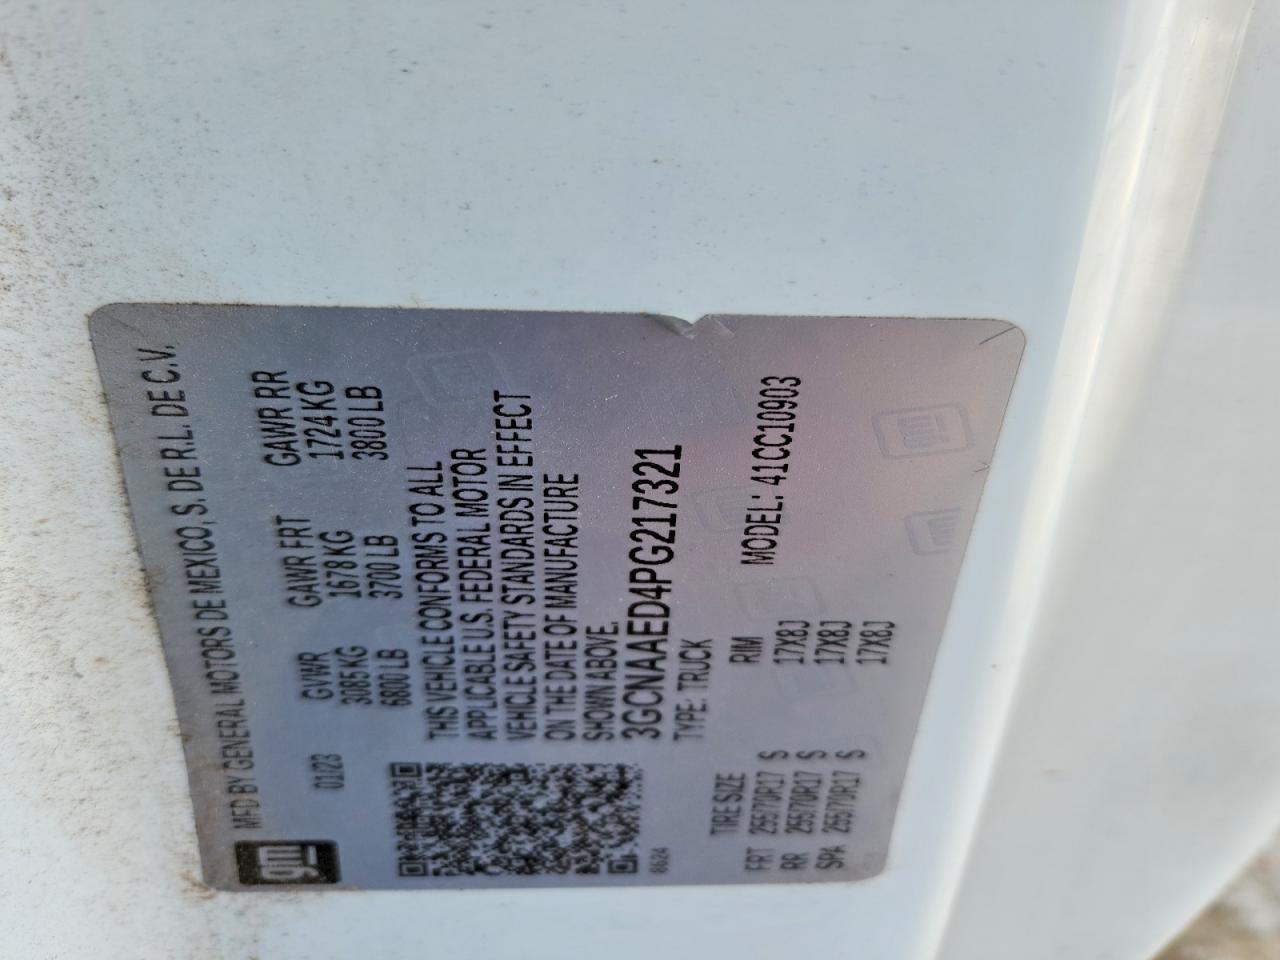 gm
MFD BY GENERAL MOTORS DE MEXICO, S. DE R.L. DE C.V.
01/23 GVWR GAWR FRT GAWR RR
3085 KG 1678 KG 1724 KG
6800 LB 3700 LB 3800 LB
THIS VEHICLE CONFORMS TO ALL
APPLICABLE U.S. FEDERAL MOTOR
VEHICLE SAFETY STANDARDS IN EFFECT
ON THE DATE OF MANUFACTURE
SHOWN ABOVE.
3GCNAAED4PG217321
8624 TYPE: TRUCK
TIRE SIZE RIM MODEL: 41CC10903
FRT 255/70R17 S 17X8J
RR 255/70R17 S 17X8J
SPA 255/70R17 S 17X8J